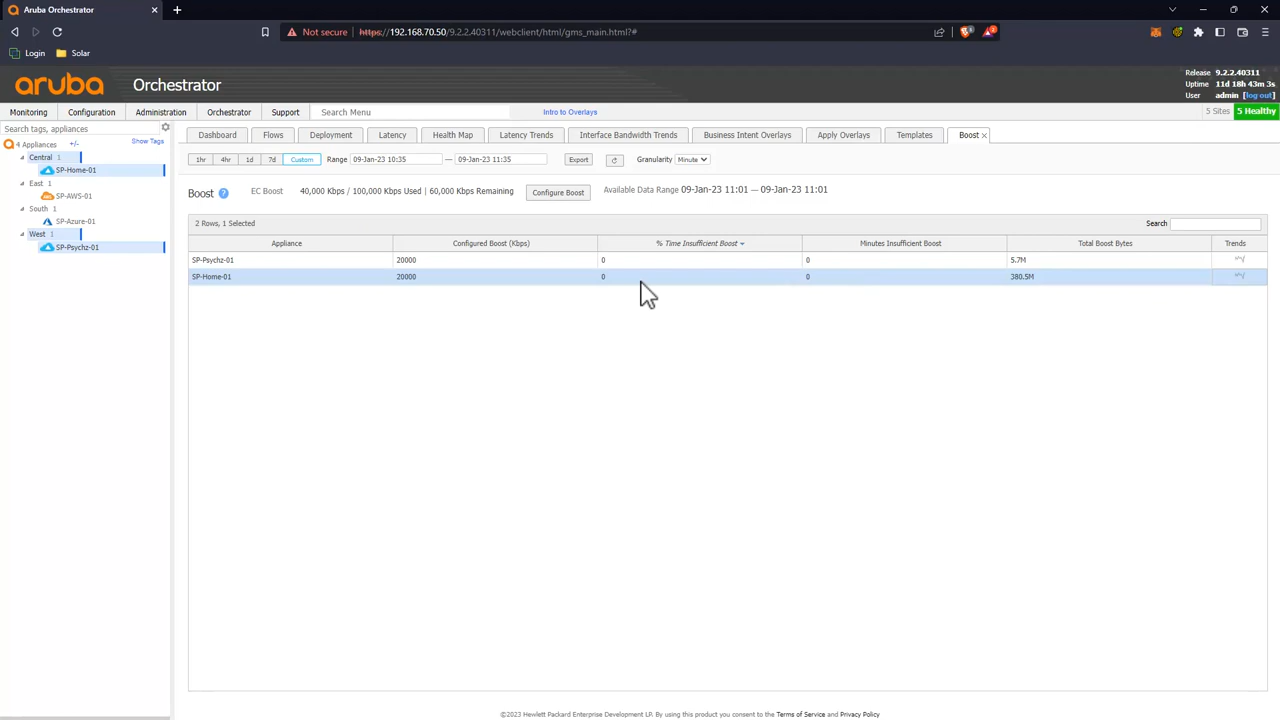 Aruba Orchestrator
Not secure https://192.168.70.50/9.2.2.40311/webclient/html/gms_main.html?#
Login Solar
aruba Orchestrator
Release 9.2.2.40311
Uptime 11d 18h 43m 3s
User admin [log out]
Monitoring Configuration Administration Orchestrator Support Search Menu Intro to Overlays 5 Sites 5 Healthy
Search tags, appliances
4 Appliances +/- Show Tags
Central 1
SP-Home-01
East 1
SP-AWS-01
South 1
SP-Azure-01
West 1
SP-Psychz-01
Dashboard Flows Deployment Latency Health Map Latency Trends Interface Bandwidth Trends Business Intent Overlays Apply Overlays Templates Boost
1hr 4hr 1d 7d Custom Range 09-Jan-23 10:35 — 09-Jan-23 11:35 Export Granularity Minute
Boost ? EC Boost 40,000 Kbps / 100,000 Kbps Used | 60,000 Kbps Remaining Configure Boost Available Data Range 09-Jan-23 11:01 — 09-Jan-23 11:01
2 Rows, 1 Selected Search
Appliance Configured Boost (Kbps) % Time Insufficient Boost Minutes Insufficient Boost Total Boost Bytes Trends
SP-Psychz-01 20000 0 0 5.7M
SP-Home-01 20000 0 0 380.5M
©2023 Hewlett Packard Enterprise Development LP. By using this product you consent to the Terms of Service and Privacy Policy